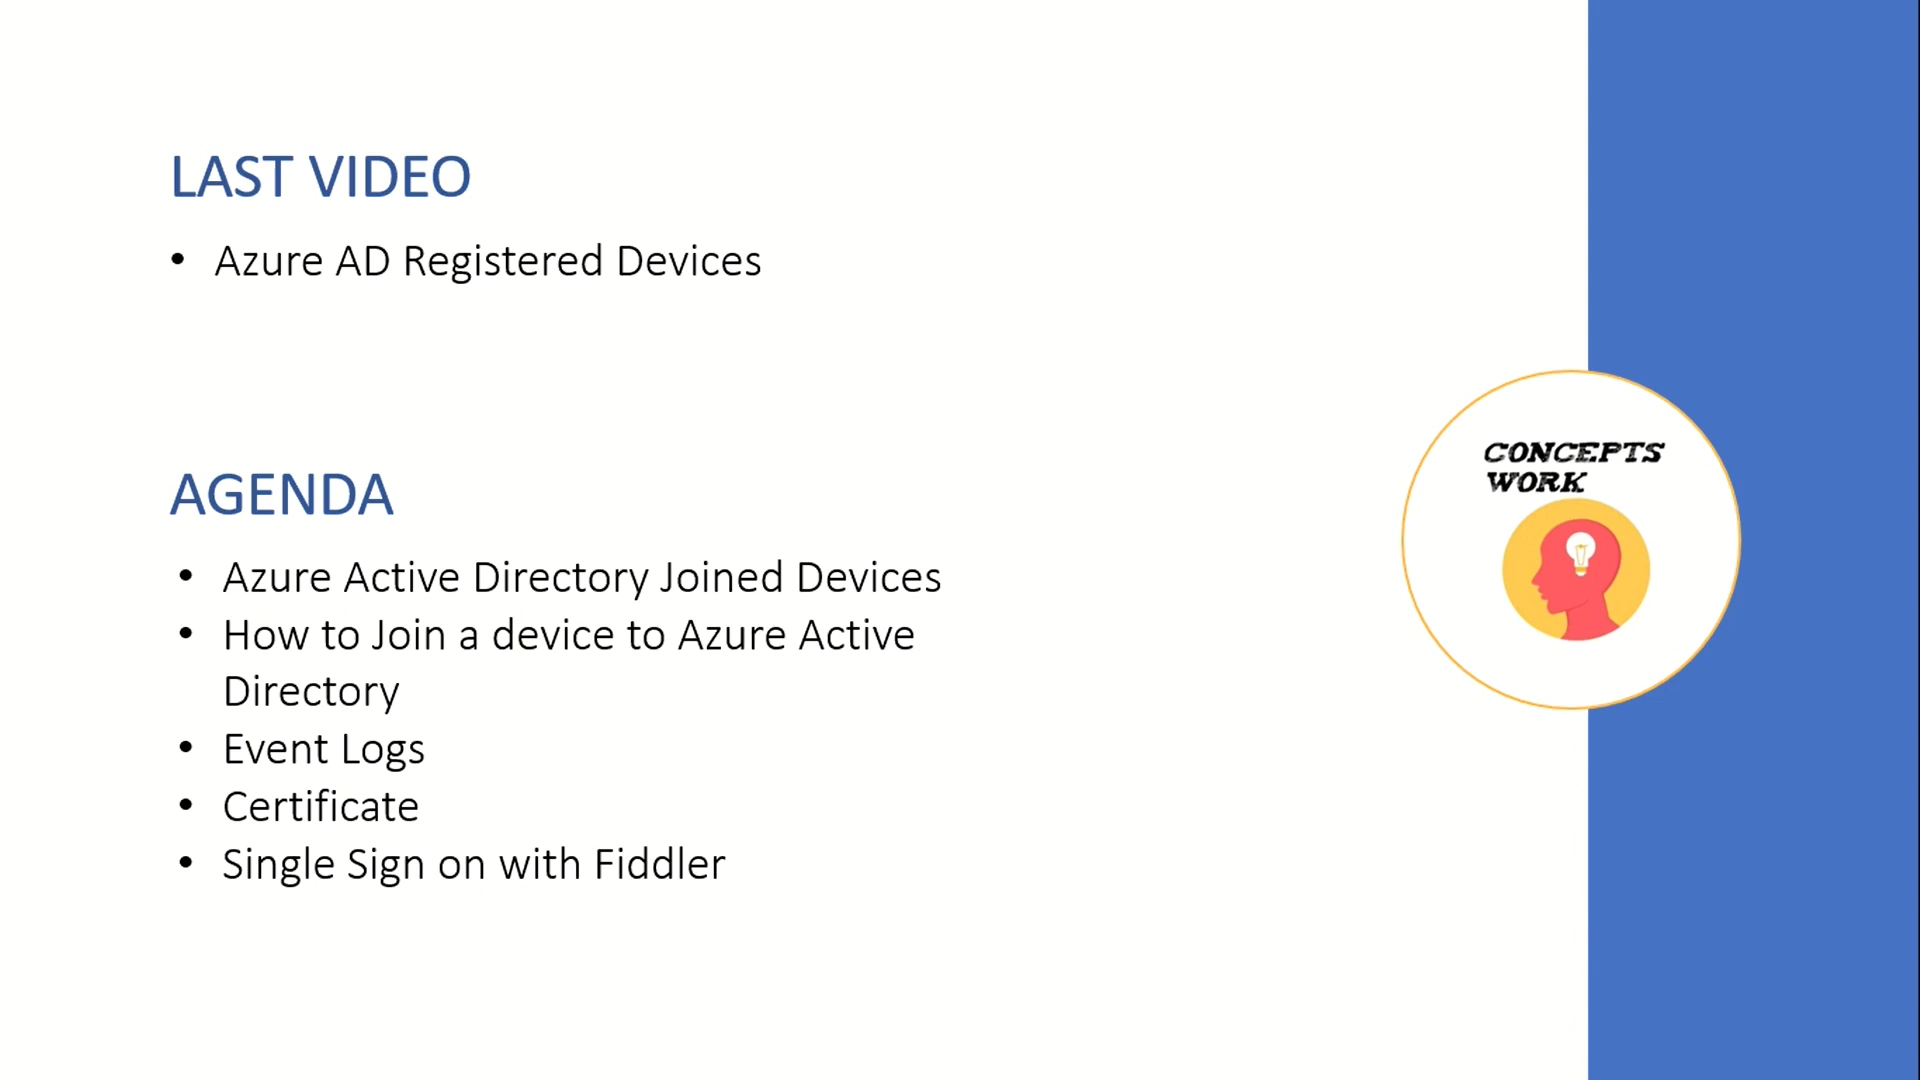 LAST VIDEO
• Azure AD Registered Devices
AGENDA
• Azure Active Directory Joined Devices
• How to Join a device to Azure Active
Directory
• Event Logs
• Certificate
• Single Sign on with Fiddler
CONCEPTS
WORK